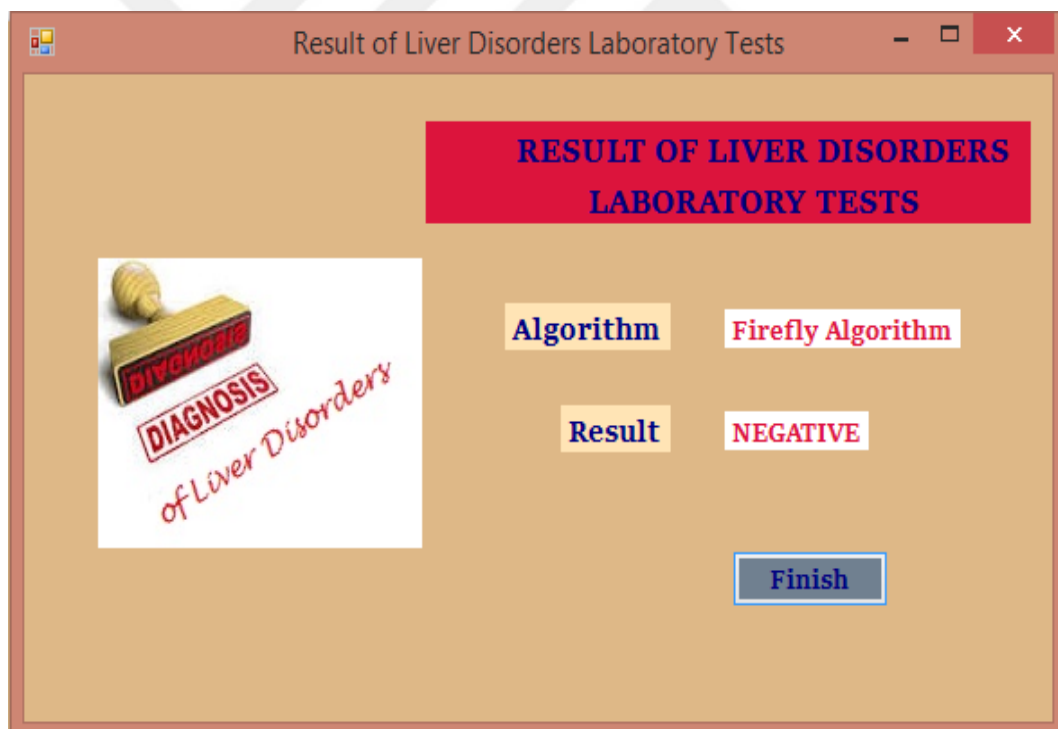 Result of Liver Disorders Laboratory Tests
RESULT OF LIVER DISORDERS
LABORATORY TESTS
DIAGNOSIS
DIAGNOSIS
of Liver Disorders
Algorithm Firefly Algorithm
Result NEGATIVE
Finish